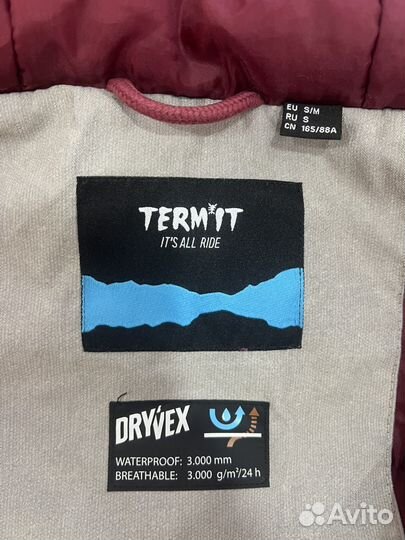 EU S/M
RU S
CN 165/88A
TERMIT
IT'S ALL RIDE
DRYVEX
WATERPROOF: 3.000 mm
BREATHABLE: 3.000 g/m²/24 h
Avito